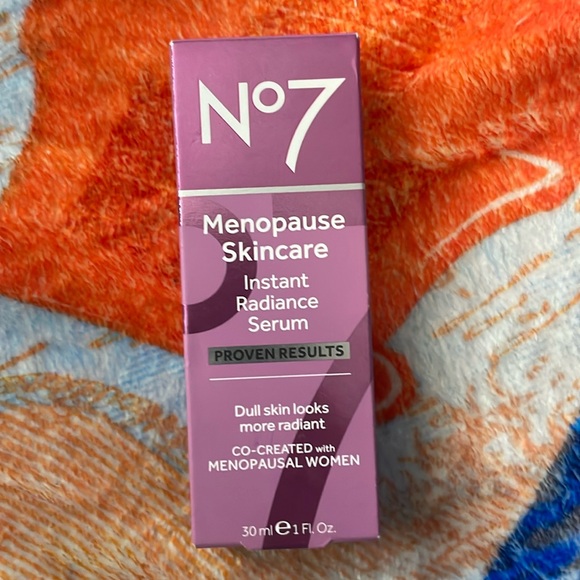 No7
Menopause
Skincare
Instant
Radiance
Serum
PROVEN RESULTS
Dull skin looks
more radiant
CO-CREATED with
MENOPAUSAL WOMEN
30 ml ℮ 1 Fl. Oz.